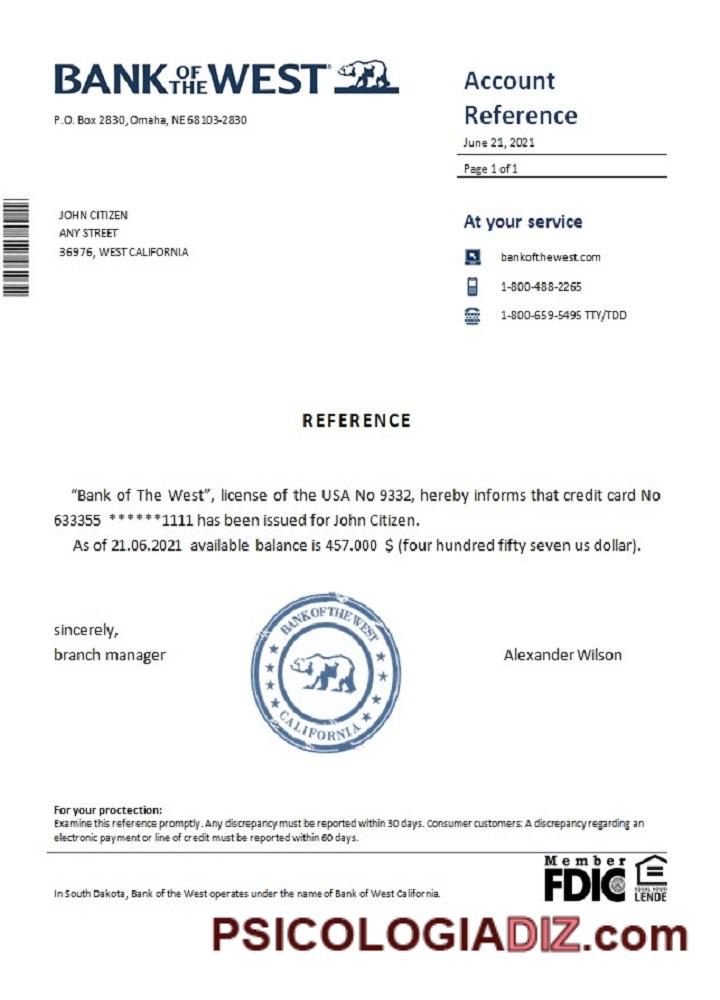 BANK OF THE WEST
P.O. Box 2830, Omaha, NE 68103-2830
Account
Reference
June 21, 2021
Page 1 of 1
JOHN CITIZEN
ANY STREET
36976, WEST CALIFORNIA
At your service
bankofthewest.com
1-800-488-2265
1-800-659-5495 TTY/TDD
REFERENCE
"Bank of The West", license of the USA No 9332, hereby informs that credit card No
633355 ******1111 has been issued for John Citizen.
As of 21.06.2021 available balance is 457.000 $ (four hundred fifty seven us dollar).
sincerely,
branch manager
BANK OF THE WEST
CALIFORNIA
Alexander Wilson
For your proctection:
Examine this reference promptly. Any discrepancy must be reported within 30 days. Consumer customers: A discrepancy regarding an
electronic payment or line of credit must be reported within 60 days.
In South Dakota, Bank of the West operates under the name of Bank of West California.
Member
FDIC
LENDE
PSICOLOGIADIZ.com